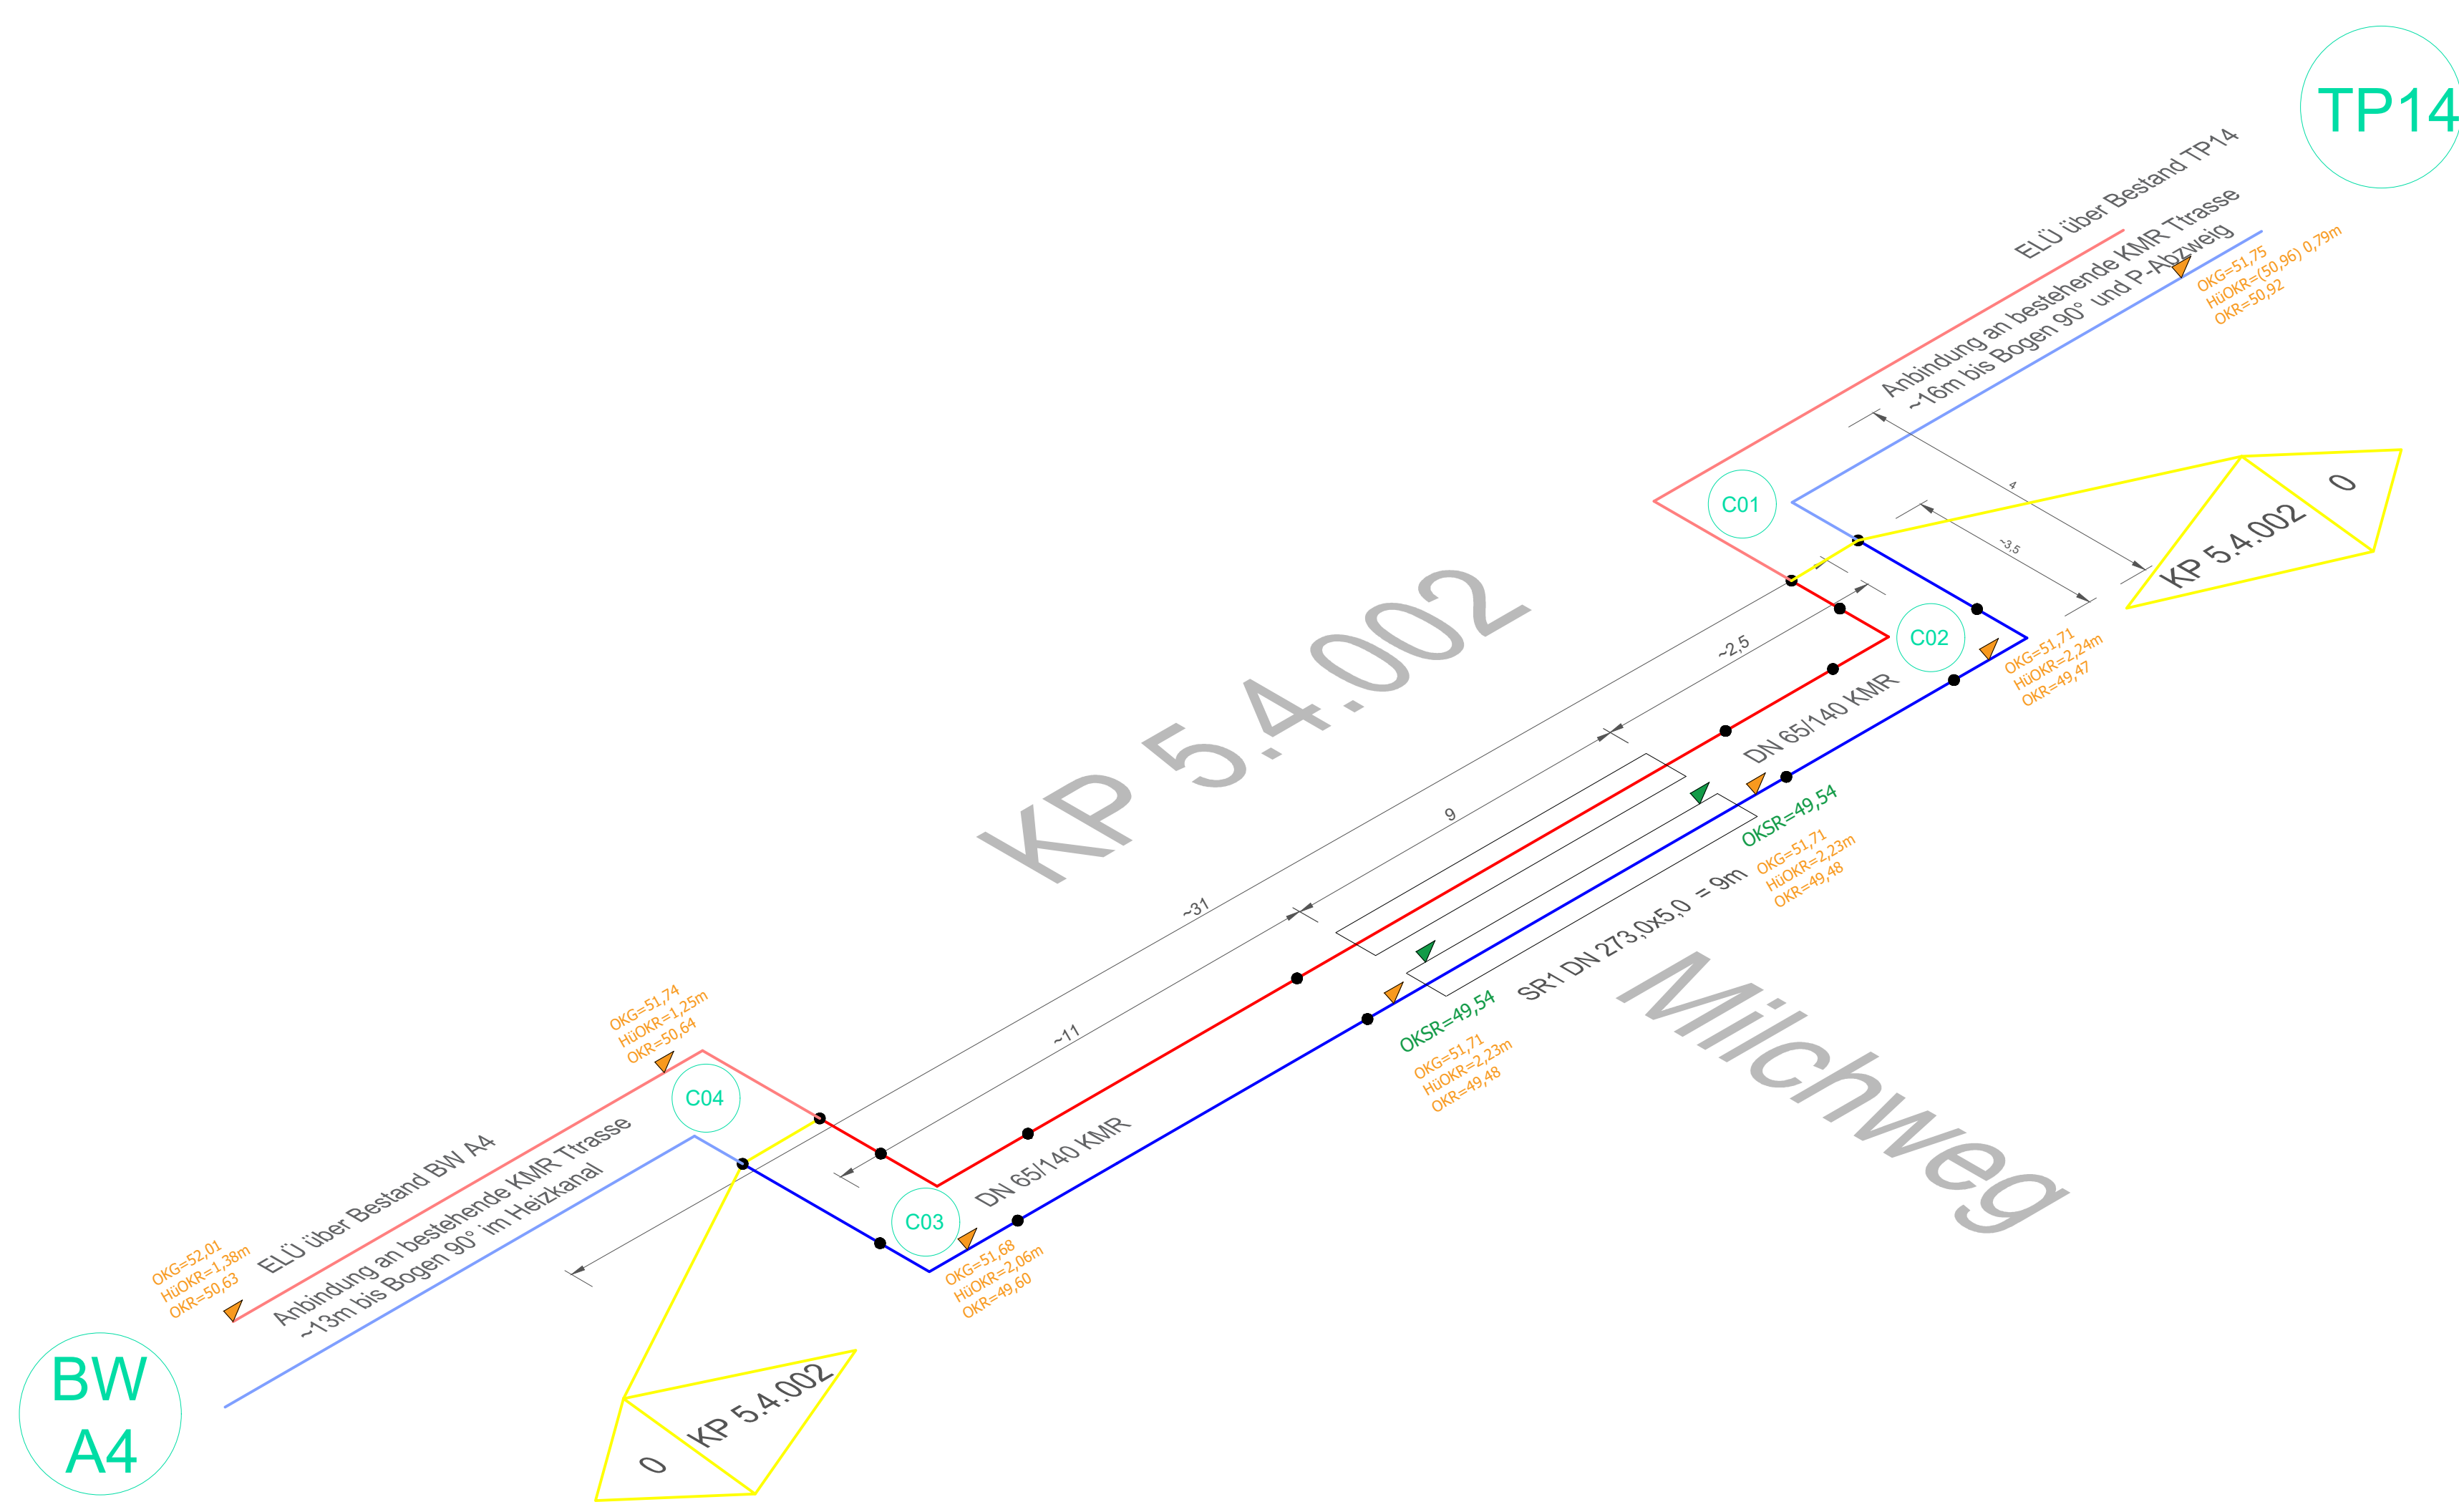 TP14
ELÜ über Bestand TP14
Anbindung an bestehende KMR Ttrasse
~16m bis Bogen 90° und P-Abzweig
OKG=51,75
HüOKR=(50,96) 0,79m
OKR=50,92
C01
4
~3,5
KP 5.4.002
0
C02
OKG=51,71
HüOKR=2,24m
OKR=49,47
KP 5.4.002
~2,5
DN 65/140 KMR
9
~31
OKSR=49,54
OKG=51,71
HüOKR=2,23m
OKR=49,48
SR1 DN 273,0x5,0 = 9m
Milchweg
OKSR=49,54
OKG=51,71
HüOKR=2,23m
OKR=49,48
~11
OKG=51,74
HüOKR=1,25m
OKR=50,64
C04
DN 65/140 KMR
C03
OKG=51,68
HüOKR=2,06m
OKR=49,60
ELÜ über Bestand BW A4
Anbindung an bestehende KMR Ttrasse
~13m bis Bogen 90° im Heizkanal
OKG=52,01
HüOKR=1,38m
OKR=50,63
BW
A4
KP 5.4.002
0